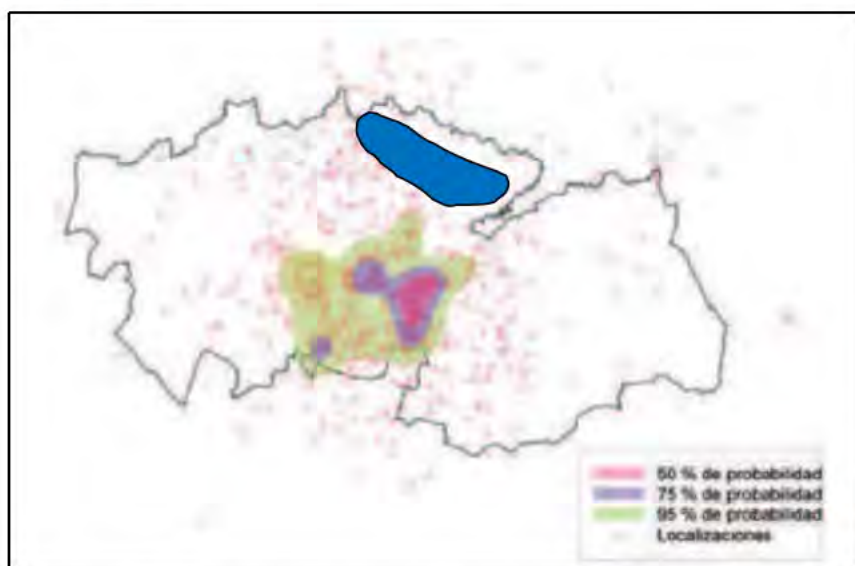 50 % de probabilidad
75 % de probabilidad
95 % de probabilidad
Localizaciones